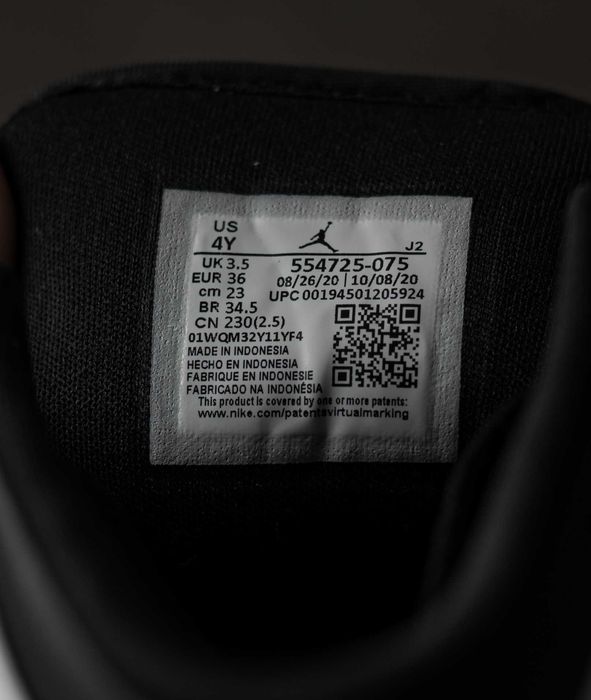 US
4Y
J2
UK 3.5
EUR 36
cm 23
BR 34.5
CN 230(2.5)
554725-075
08/26/20 | 10/08/20
UPC 00194501205924
01WQM32Y11YF4
MADE IN INDONESIA
HECHO EN INDONESIA
FABRIQUE EN INDONESIE
FABRICADO NA INDONÉSIA
This product is covered by one or more patents:
www.nike.com/patentsvirtualmarking